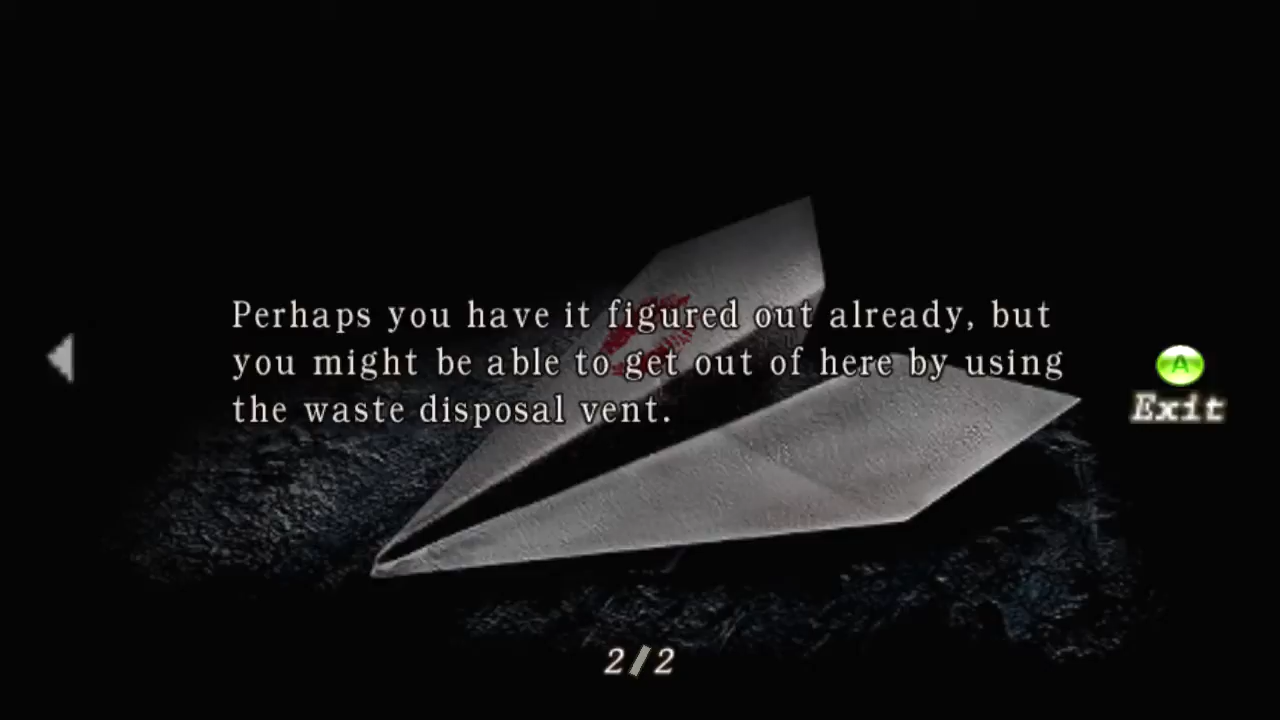 Perhaps you have it figured out already, but
you might be able to get out of here by using
the waste disposal vent.
A
Exit
2/2